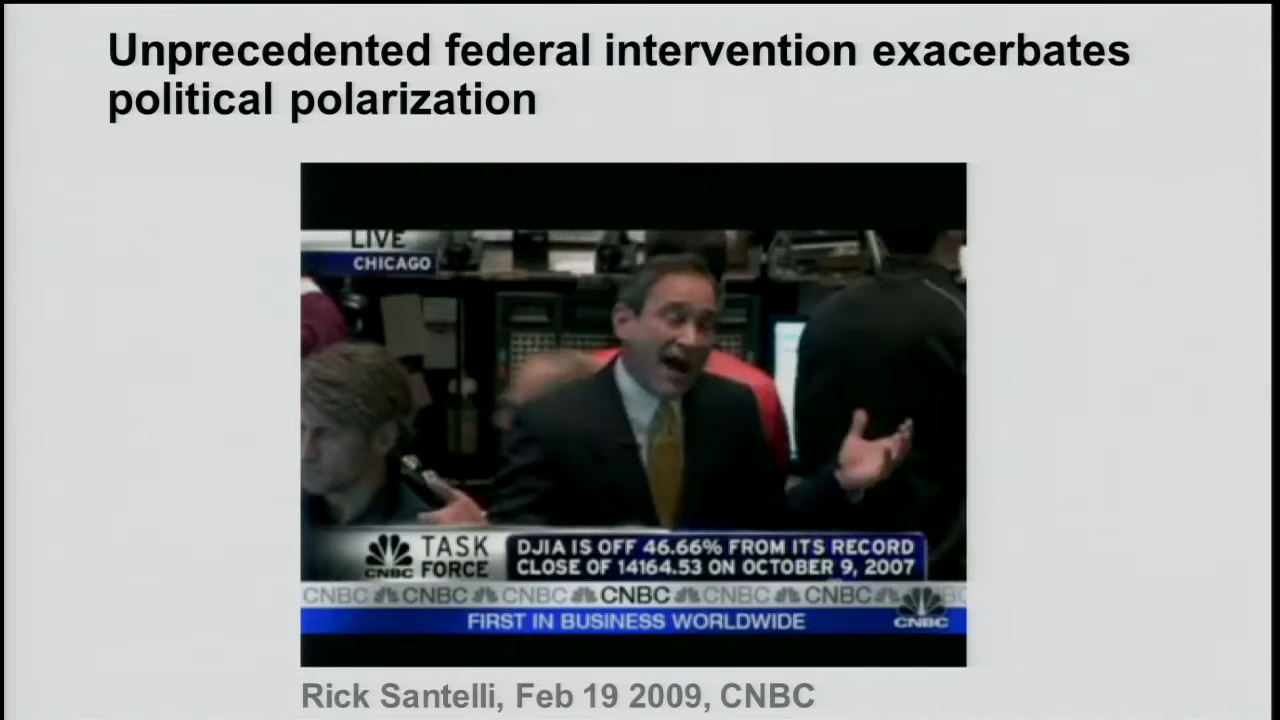 Unprecedented federal intervention exacerbates
political polarization
LIVE
CHICAGO
TASK
FORCE
CNBC
DJIA IS OFF 46.66% FROM ITS RECORD
CLOSE OF 14164.53 ON OCTOBER 9, 2007
CNBC CNBC CNBC CNBC CNBC CNBC BC
FIRST IN BUSINESS WORLDWIDE
CNBC
Rick Santelli, Feb 19 2009, CNBC